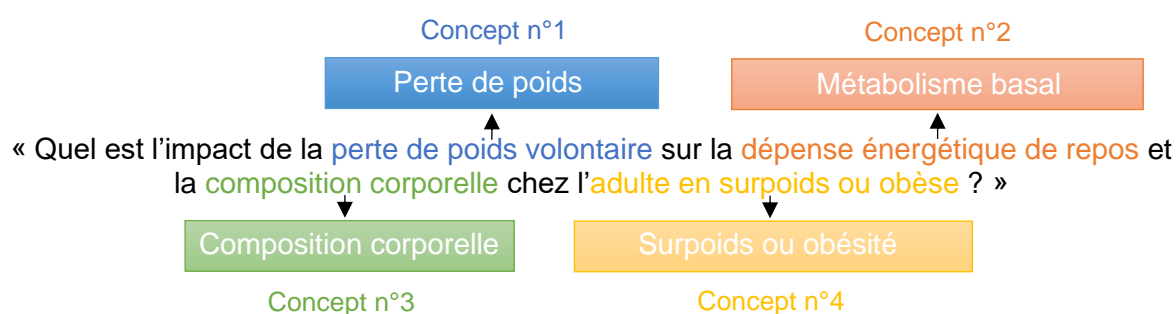 Concept n°1
Concept n°2
Perte de poids
Métabolisme basal
« Quel est l’impact de la perte de poids volontaire sur la dépense énergétique de repos et
la composition corporelle chez l’adulte en surpoids ou obèse ? »
Composition corporelle
Surpoids ou obésité
Concept n°3
Concept n°4